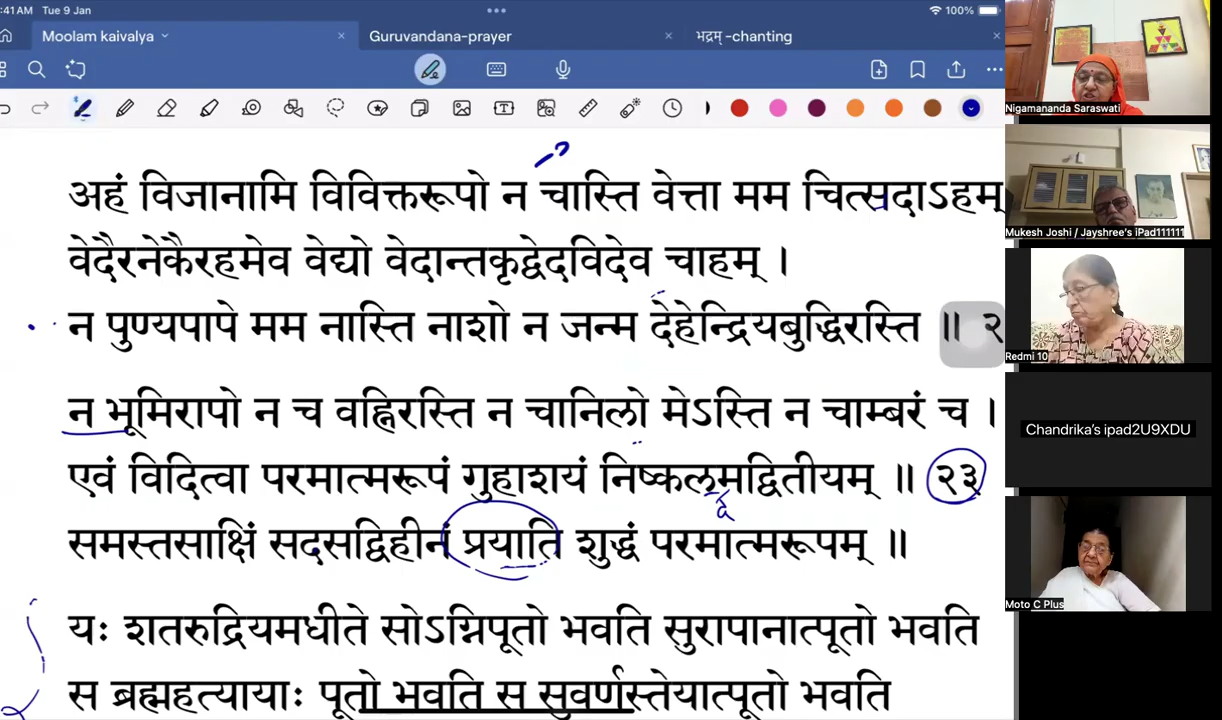 :41 AM Tue 9 Jan
100%
Moolam kaivalya
Guruvandana-prayer
भद्रम् -chanting
अहं विजानामि विविक्तरूपो न चास्ति वेत्ता मम चित्सदाऽहम्
वेदैरनेकैरहमेव वेद्यो वेदान्तकृद्वेदविदेव चाहम् ।
न पुण्यपापे मम नास्ति नाशो न जन्म देहेन्द्रियबुद्धिरस्ति ॥ २
न भूमिरापो न च वह्निरस्ति न चानिलो मेऽस्ति न चाम्बरं च ।
एवं विदित्वा परमात्मरूपं गुहाशयं निष्कलमद्वितीयम् ॥ २३
द्व
समस्तसाक्षिं सदसद्विहीनं प्रयाति शुद्धं परमात्मरूपम् ॥
यः शतरुद्रियमधीते सोऽग्निपूतो भवति सुरापानात्पूतो भवति
स ब्रह्महत्यायाः पूतो भवति स सुवर्णस्तेयात्पूतो भवति
Nigamananda Saraswati
Mukesh Joshi / Jayshree's iPad111111
Redmi 10
Chandrika's ipad2U9XDU
Moto C Plus